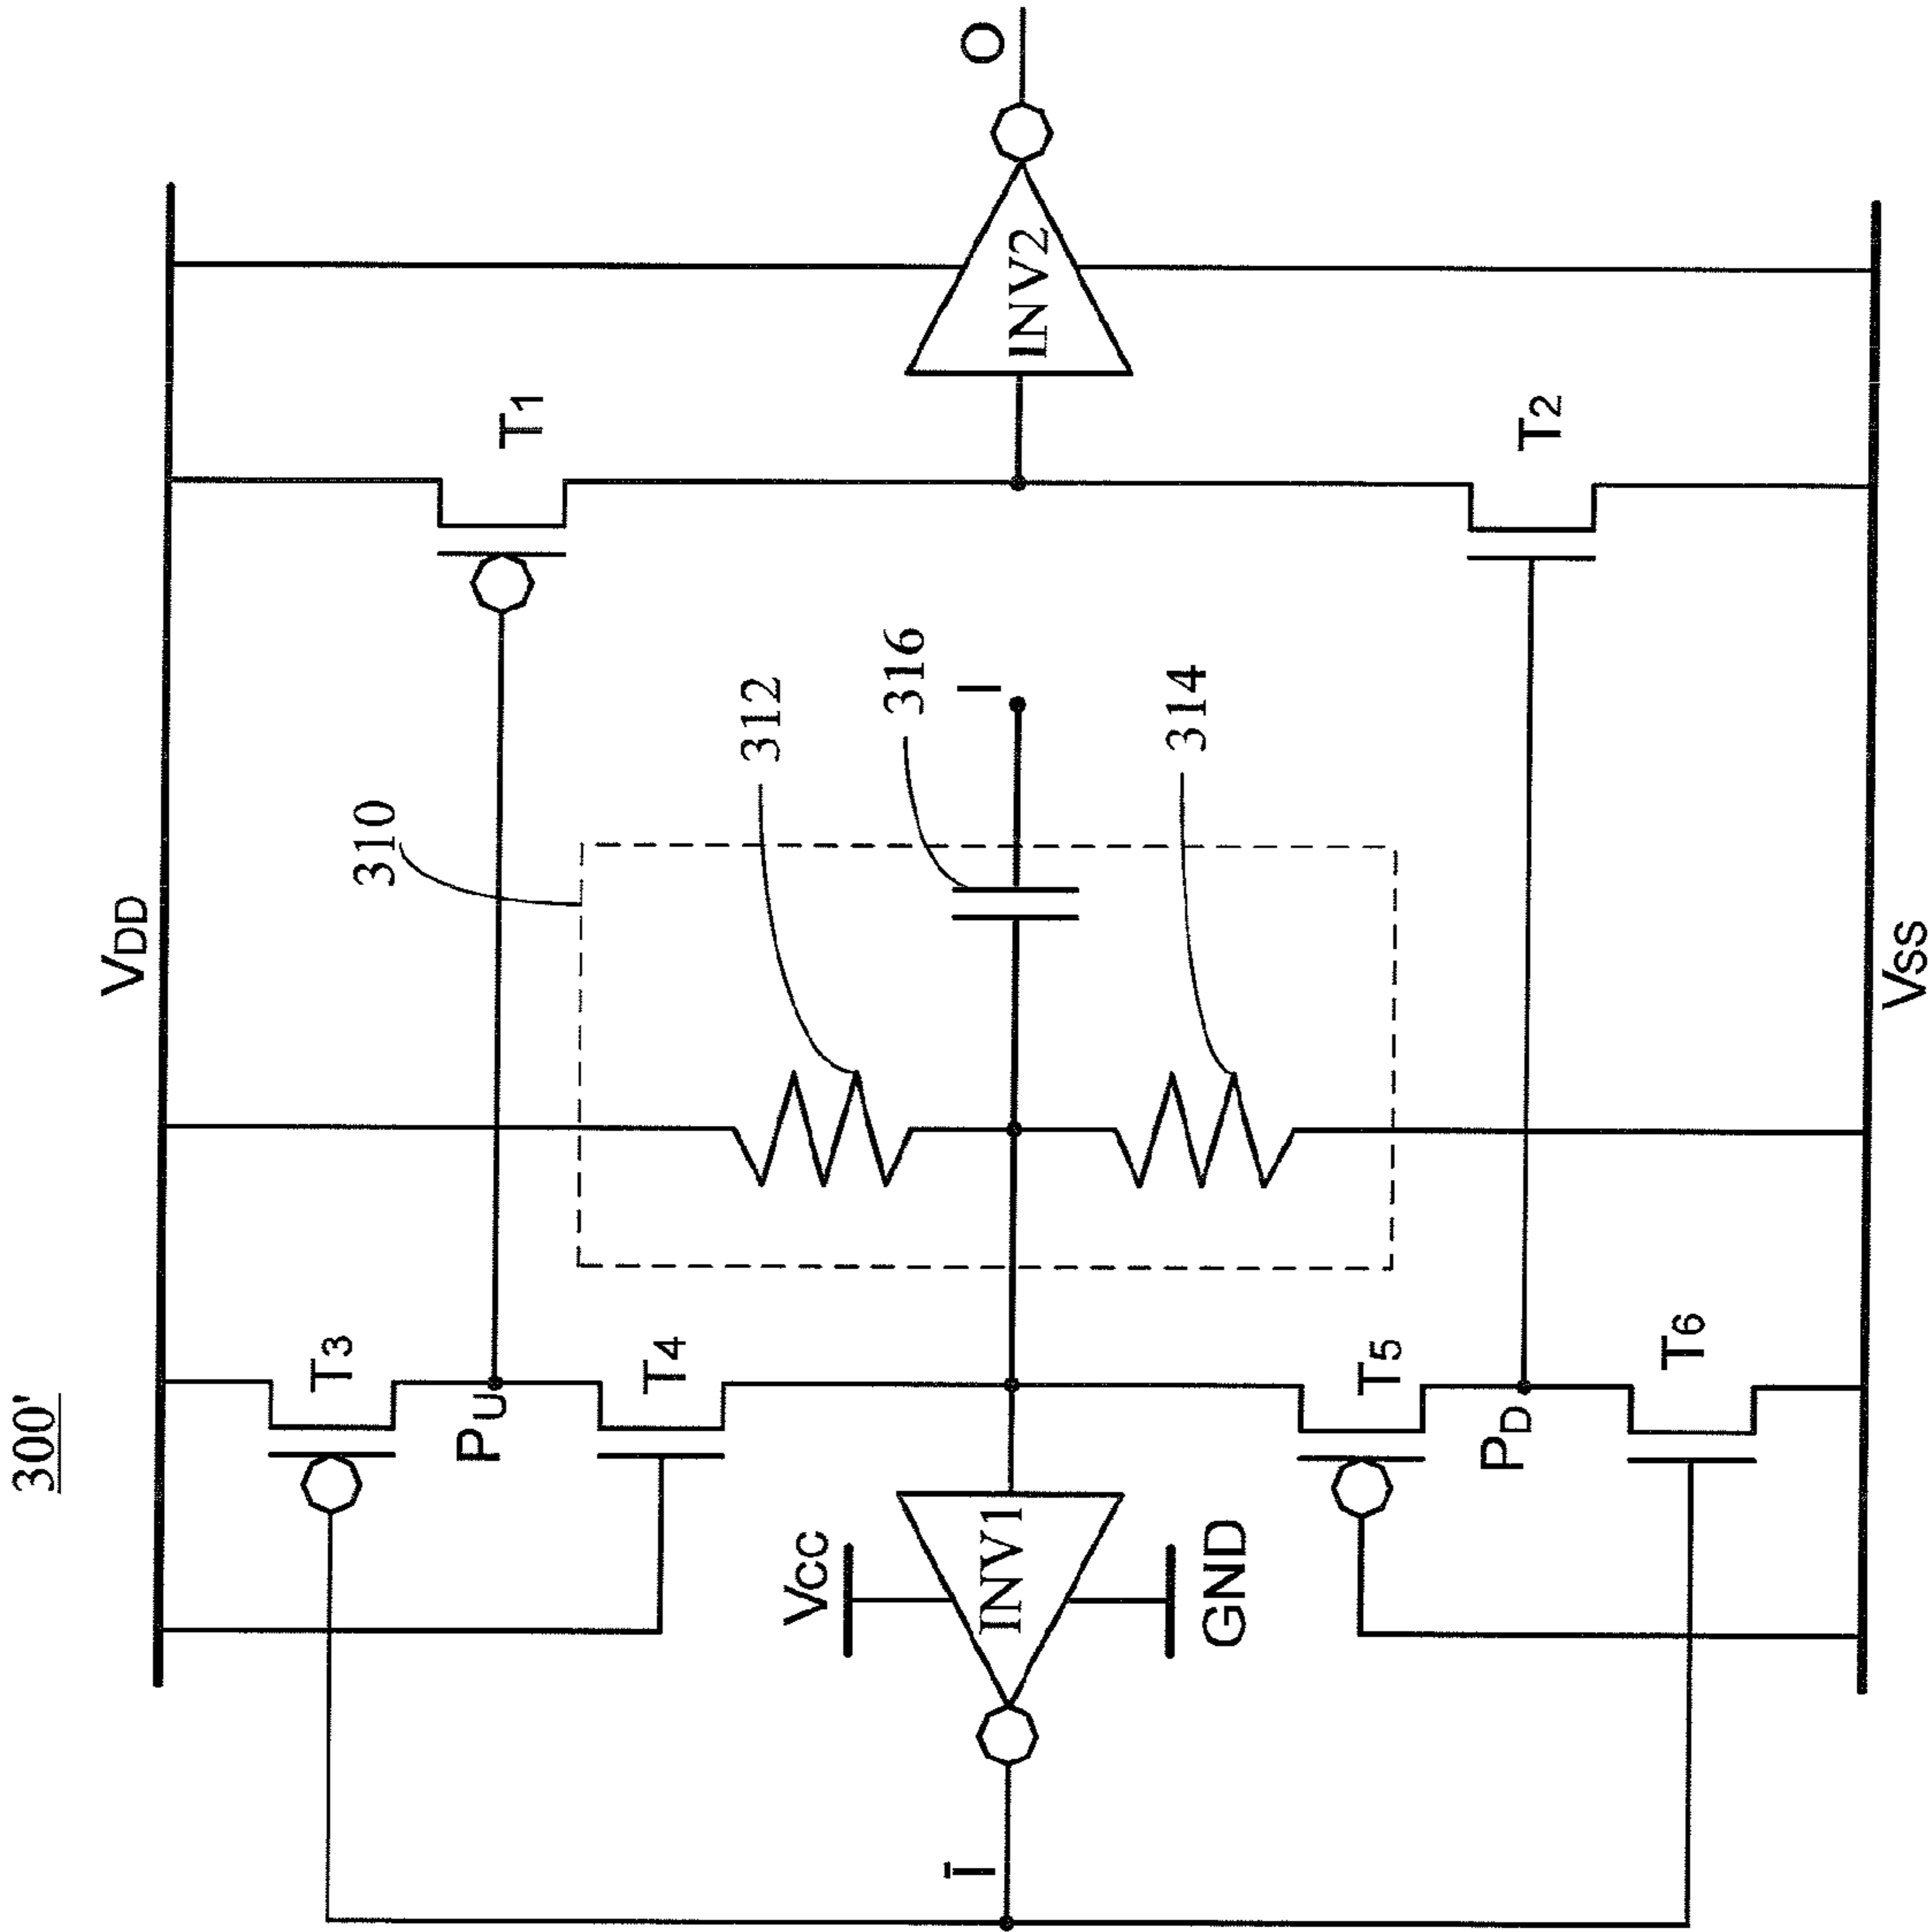 300'
VDD
310
T1
O
T3
PU
T4
312
316
I
INV2
Vcc
INV1
Ī
GND
314
T5
PD
T6
T2
Vss